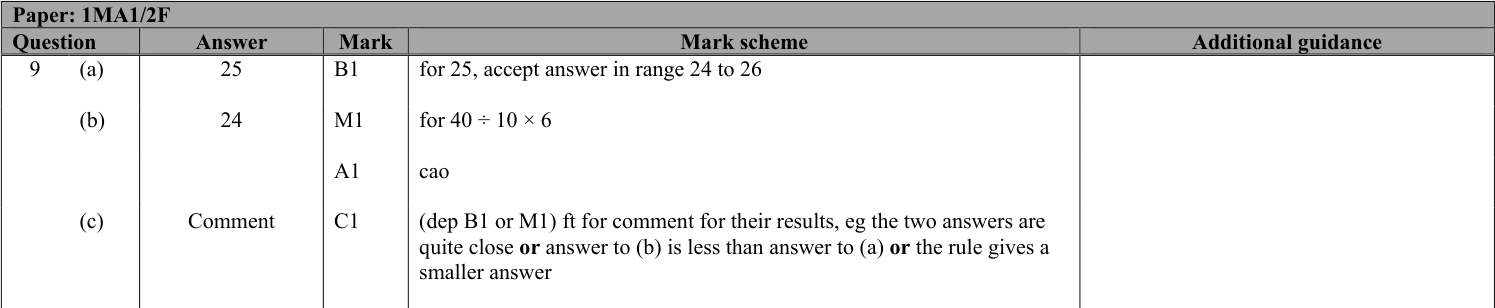 Paper: 1MA1/2F
Question Answer Mark Mark scheme Additional guidance
9 (a) 25 B1 for 25, accept answer in range 24 to 26
(b) 24 M1 for 40 ÷ 10 × 6
A1 cao
(c) Comment C1 (dep B1 or M1) ft for comment for their results, eg the two answers are
quite close or answer to (b) is less than answer to (a) or the rule gives a
smaller answer